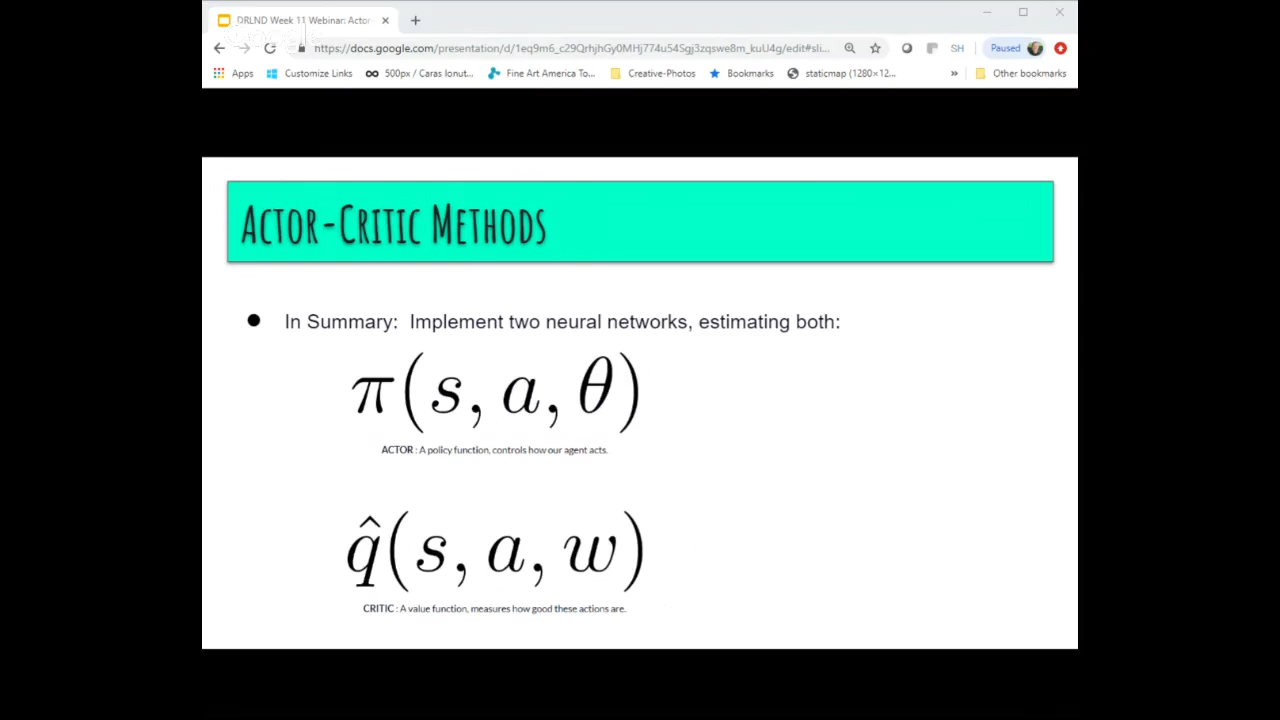 DRLND Week 11 Webinar: Actor-
Google
https://docs.google.com/presentation/d/1eq9m6_c29QrhjhGy0MHj774u54Sgj3zqswe8m_kuU4g/edit#sli...
SH
Paused
Apps
Customize Links
500px / Caras Ionut...
Fine Art America To...
Creative-Photos
Bookmarks
staticmap (1280×12...
»
Other bookmarks
ACTOR-CRITIC METHODS
● In Summary: Implement two neural networks, estimating both:
π(s, a, θ)
ACTOR : A policy function, controls how our agent acts.
q̂(s, a, w)
CRITIC : A value function, measures how good these actions are.